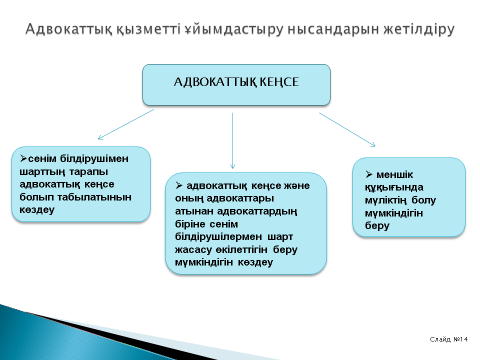 Адвокаттық қызметті ұйымдастыру нысандарын жетілдіру
АДВОКАТТЫҚ КЕҢСЕ
➢сенім білдірушімен
шарттың тарапы
адвокаттық кеңсе
болып табылатынын
көздеу
➢ адвокаттық кеңсе және
оның адвокаттары
атынан адвокаттардың
біріне сенім
білдірушілермен шарт
жасасу өкілеттігін беру
мүмкіндігін көздеу
➢ меншік
құқығында
мүліктің болу
мүмкіндігін
беру
Слайд №14